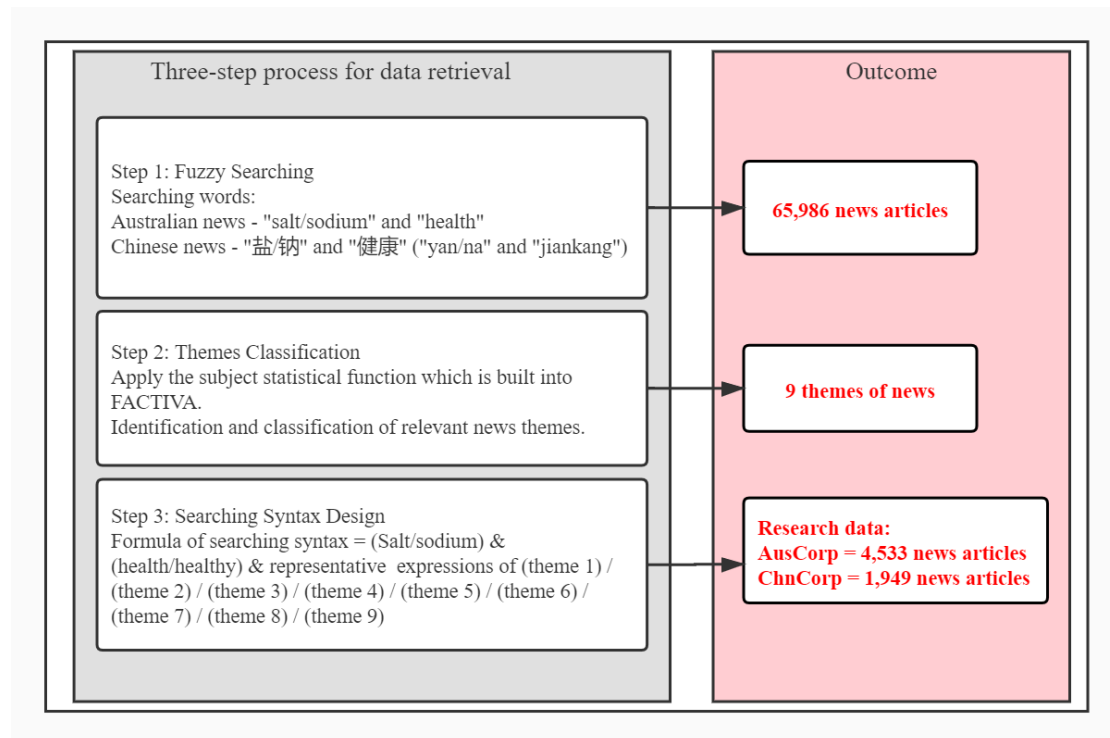 Three-step process for data retrieval
Outcome
Step 1: Fuzzy Searching
Searching words:
Australian news - "salt/sodium" and "health"
Chinese news - "盐/钠" and "健康" ("yan/na" and "jiankang")
65,986 news articles
Step 2: Themes Classification
Apply the subject statistical function which is built into
FACTIVA.
Identification and classification of relevant news themes.
9 themes of news
Step 3: Searching Syntax Design
Formula of searching syntax = (Salt/sodium) &
(health/healthy) & representative expressions of (theme 1) /
(theme 2) / (theme 3) / (theme 4) / (theme 5) / (theme 6) /
(theme 7) / (theme 8) / (theme 9)
Research data:
AusCorp = 4,533 news articles
ChnCorp = 1,949 news articles